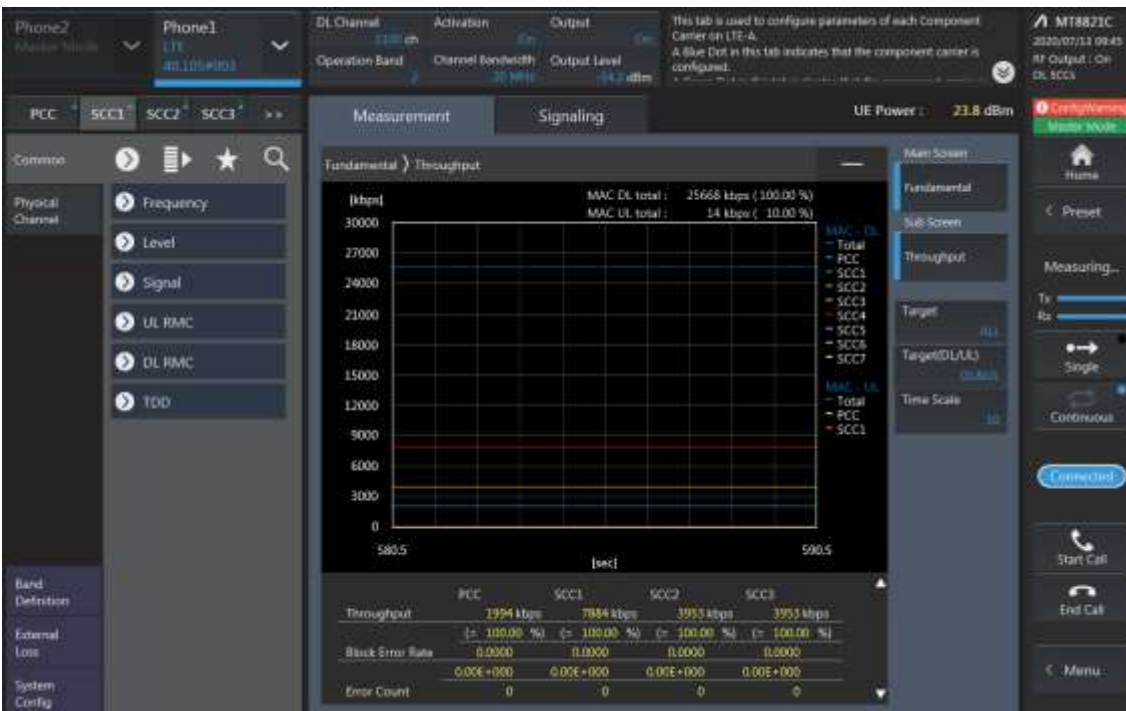 Phone2
Phone1
LTE
DL Channel
Activation
Output
Operation Band
Channel Bandwidth
Output Level
2
dBm
This tab is used to configure parameters of each Component
Carrier on LTE-A.
A Blue Dot in this tab indicates that the component carrier is
configured.
MT8821C
2020/07/13 09:45
RF Output : On
DL SCCs
PCC
SCC1
SCC2
SCC3
>>
Measurement
Signaling
UE Power : 23.8 dBm
ConfigWarning
Master Mode
Common
Physical
Channel
Frequency
Level
Signal
UL RMC
DL RMC
TDD
Band
Definition
External
Loss
System
Config
Fundamental
Throughput
[kbps]
MAC DL total : 25668 kbps ( 100.00 %)
MAC UL total : 14 kbps ( 10.00 %)
30000
27000
24000
21000
18000
15000
12000
9000
6000
3000
0
580.5
590.5
[sec]
MAC - DL
Total
PCC
SCC1
SCC2
SCC3
SCC4
SCC5
SCC6
SCC7
MAC - UL
Total
PCC
SCC1
PCC SCC1 SCC2 SCC3
Throughput 1994 kbps 7884 kbps 3953 kbps 3953 kbps
(= 100.00 %) (= 100.00 %) (= 100.00 %) (= 100.00 %)
Block Error Rate 0.0000 0.0000 0.0000 0.0000
0.00E+000 0.00E+000 0.00E+000 0.00E+000
Error Count 0 0 0 0
Main Screen
Fundamental
Sub Screen
Throughput
Target
ALL
Target(DL/UL)
DL&UL
Time Scale
10
Home
< Preset
Measuring...
Tx
Rx
Single
Continuous
Connected
Start Call
End Call
< Menu